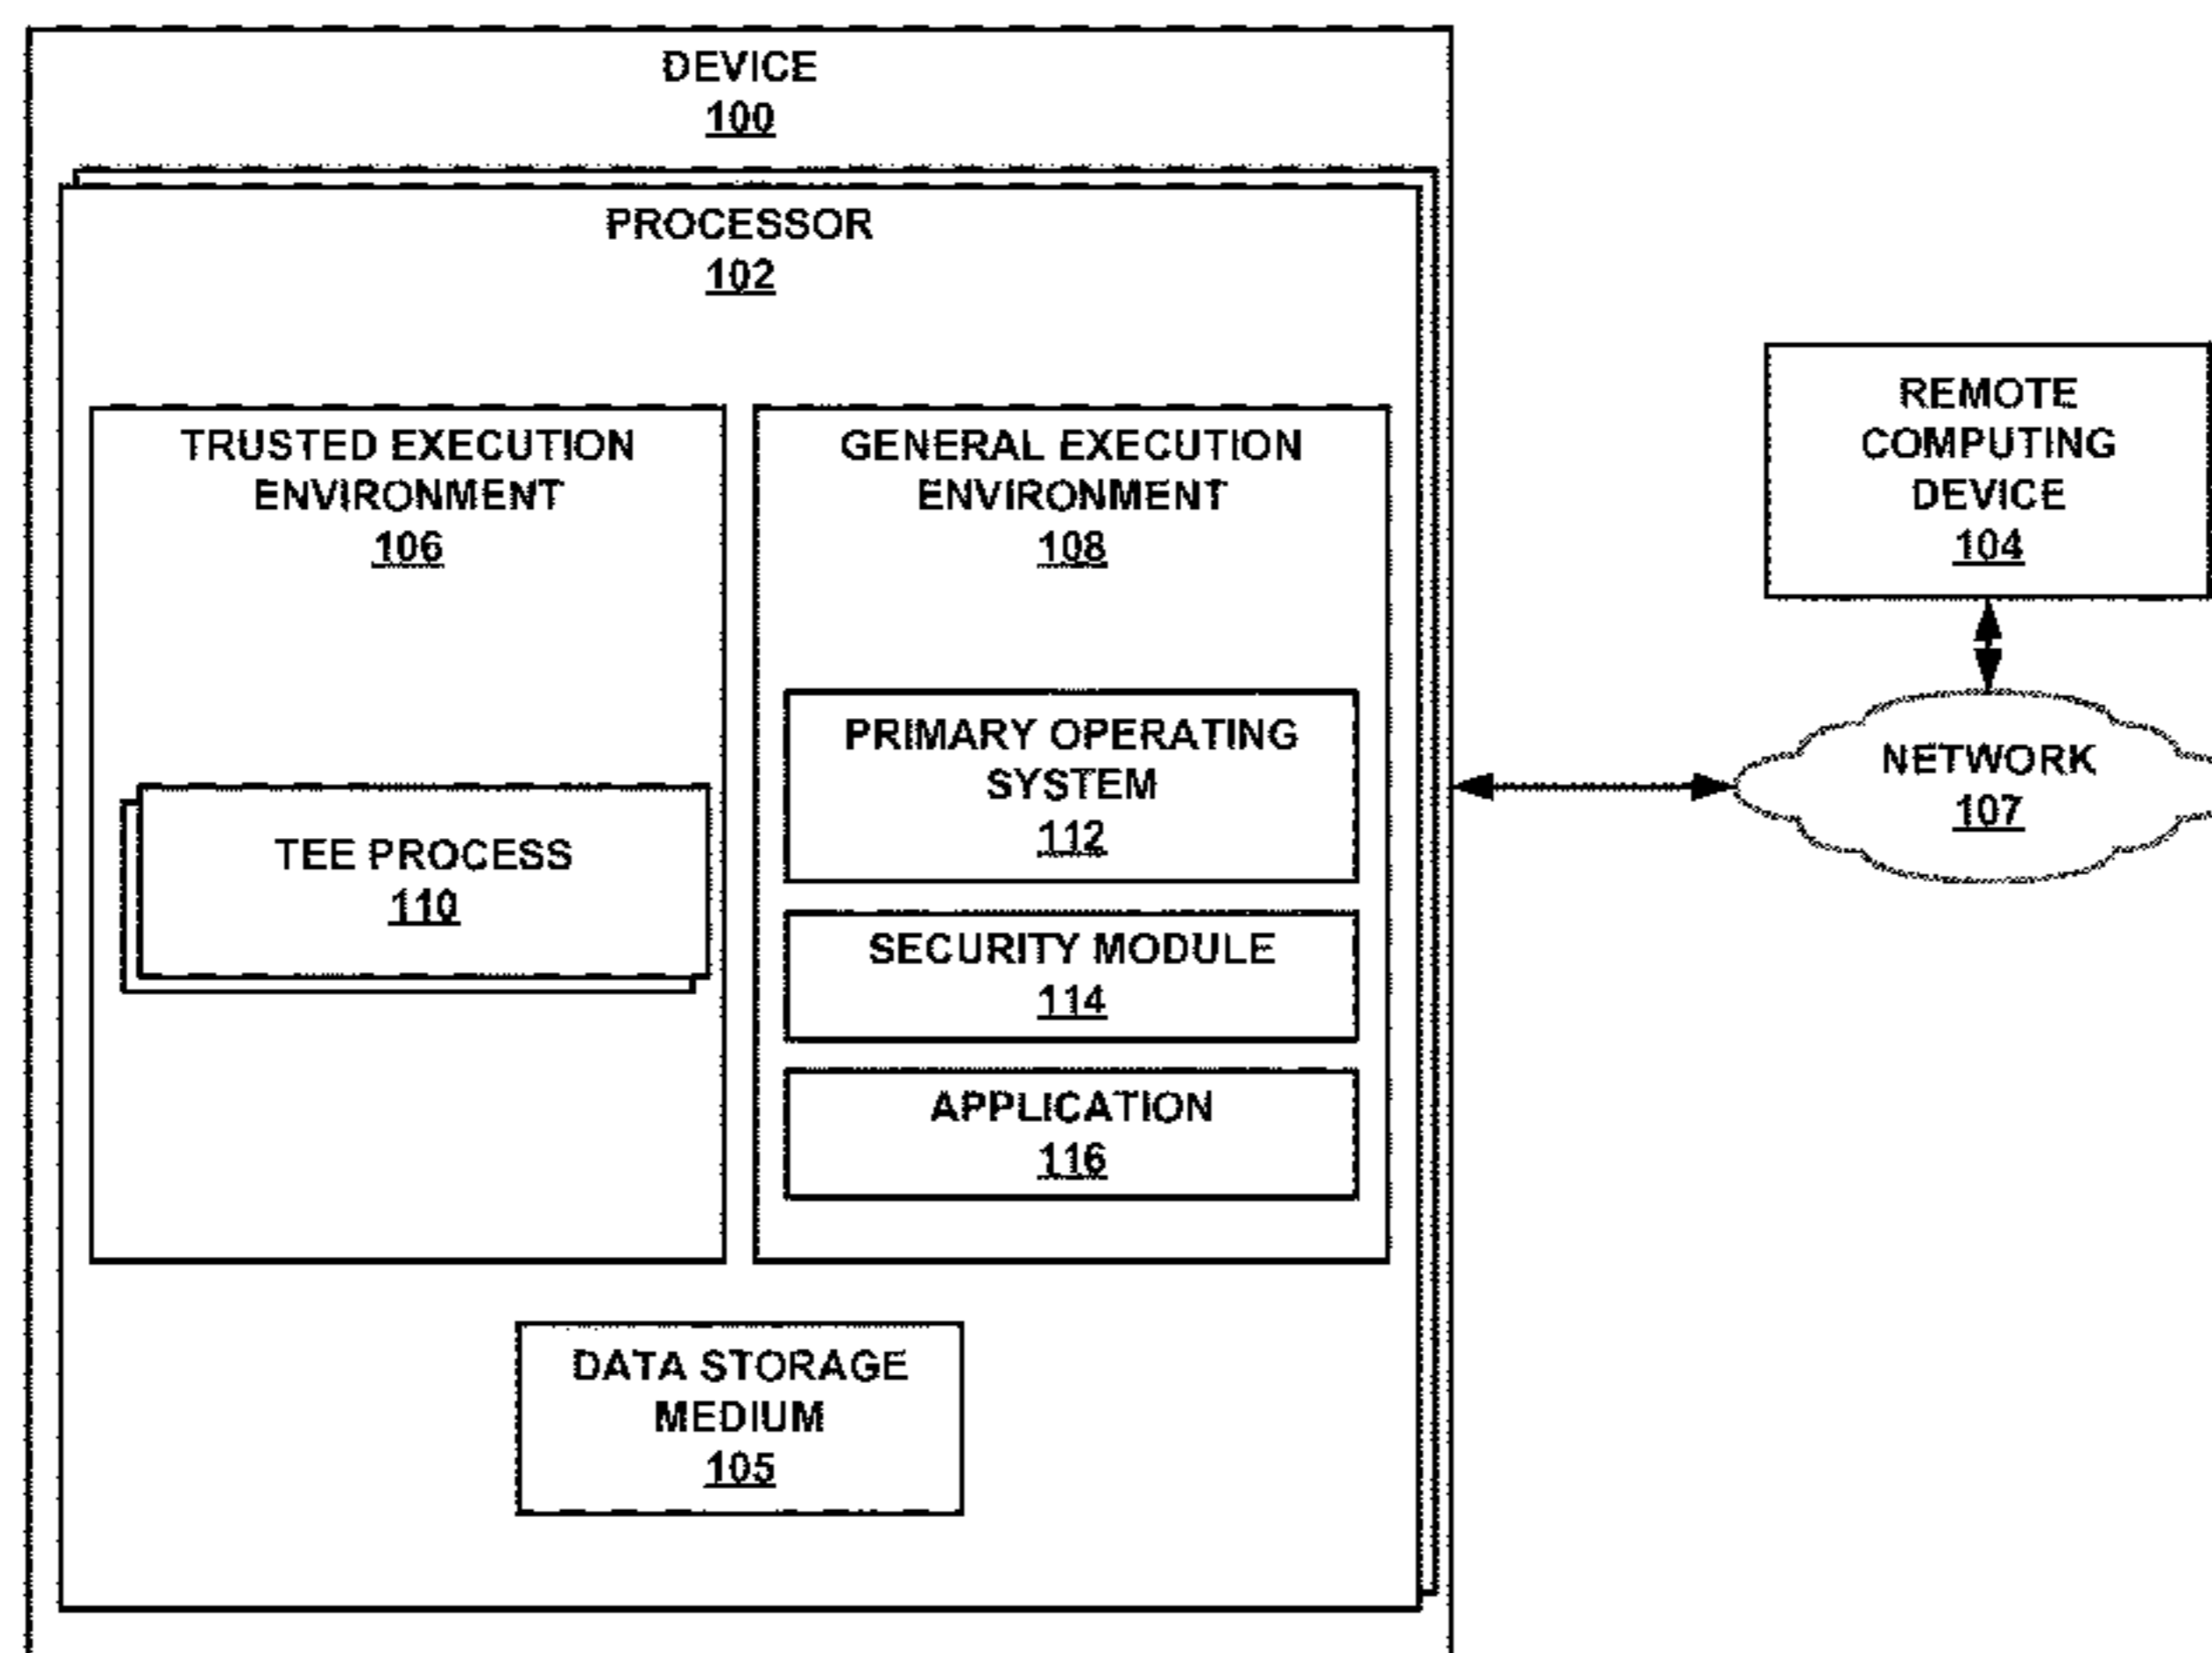 DEVICE
100
PROCESSOR
102
TRUSTED EXECUTION
ENVIRONMENT
106
TEE PROCESS
110
GENERAL EXECUTION
ENVIRONMENT
108
PRIMARY OPERATING
SYSTEM
112
SECURITY MODULE
114
APPLICATION
116
DATA STORAGE
MEDIUM
105
REMOTE
COMPUTING
DEVICE
104
NETWORK
107